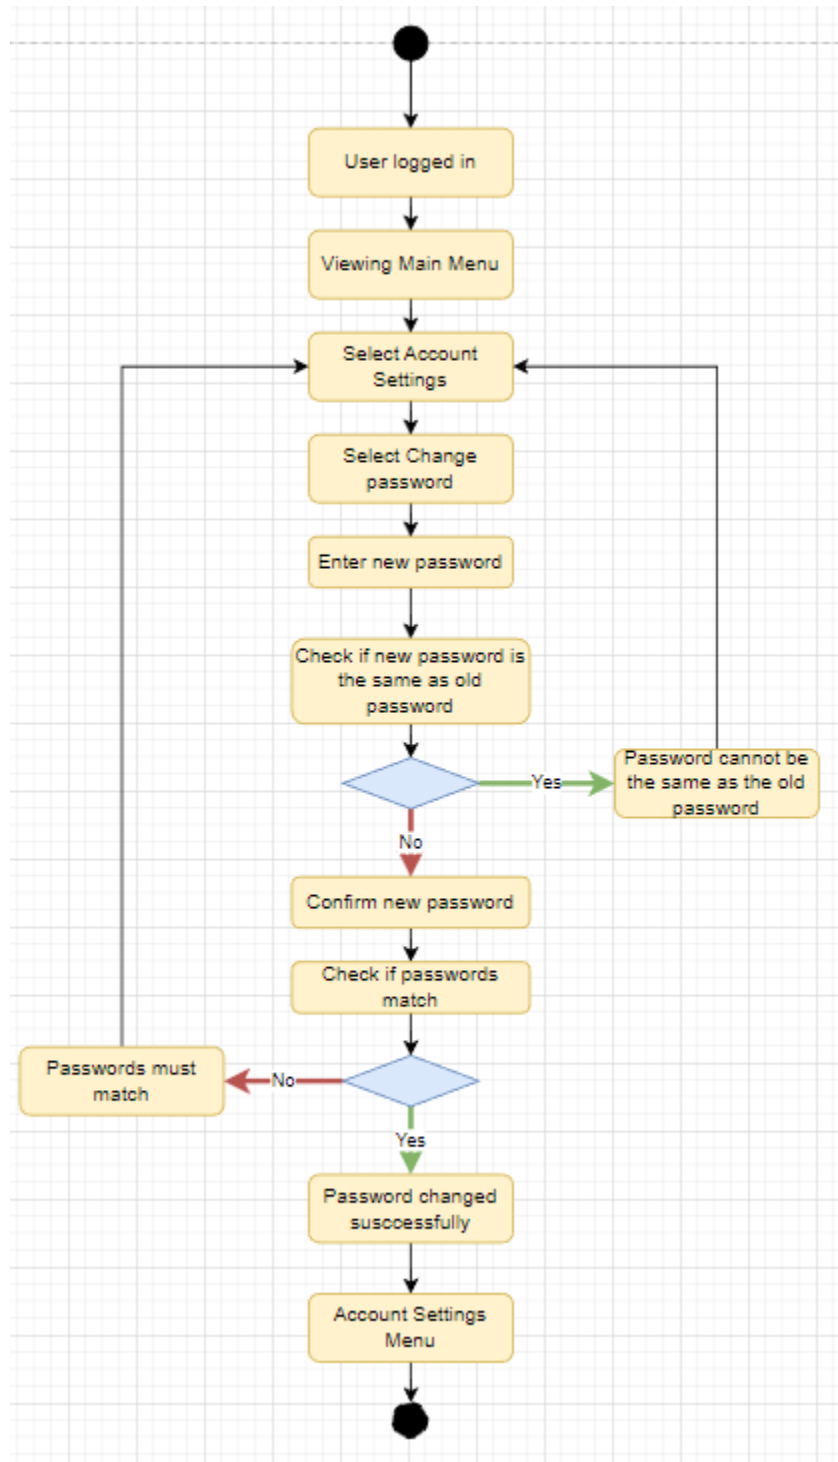 User logged in
Viewing Main Menu
Select Account
Settings
Select Change
password
Enter new password
Check if new password is
the same as old
password
Yes
Password cannot be
the same as the old
password
No
Confirm new password
Check if passwords
match
Passwords must
match
No
Yes
Password changed
susccessfully
Account Settings
Menu